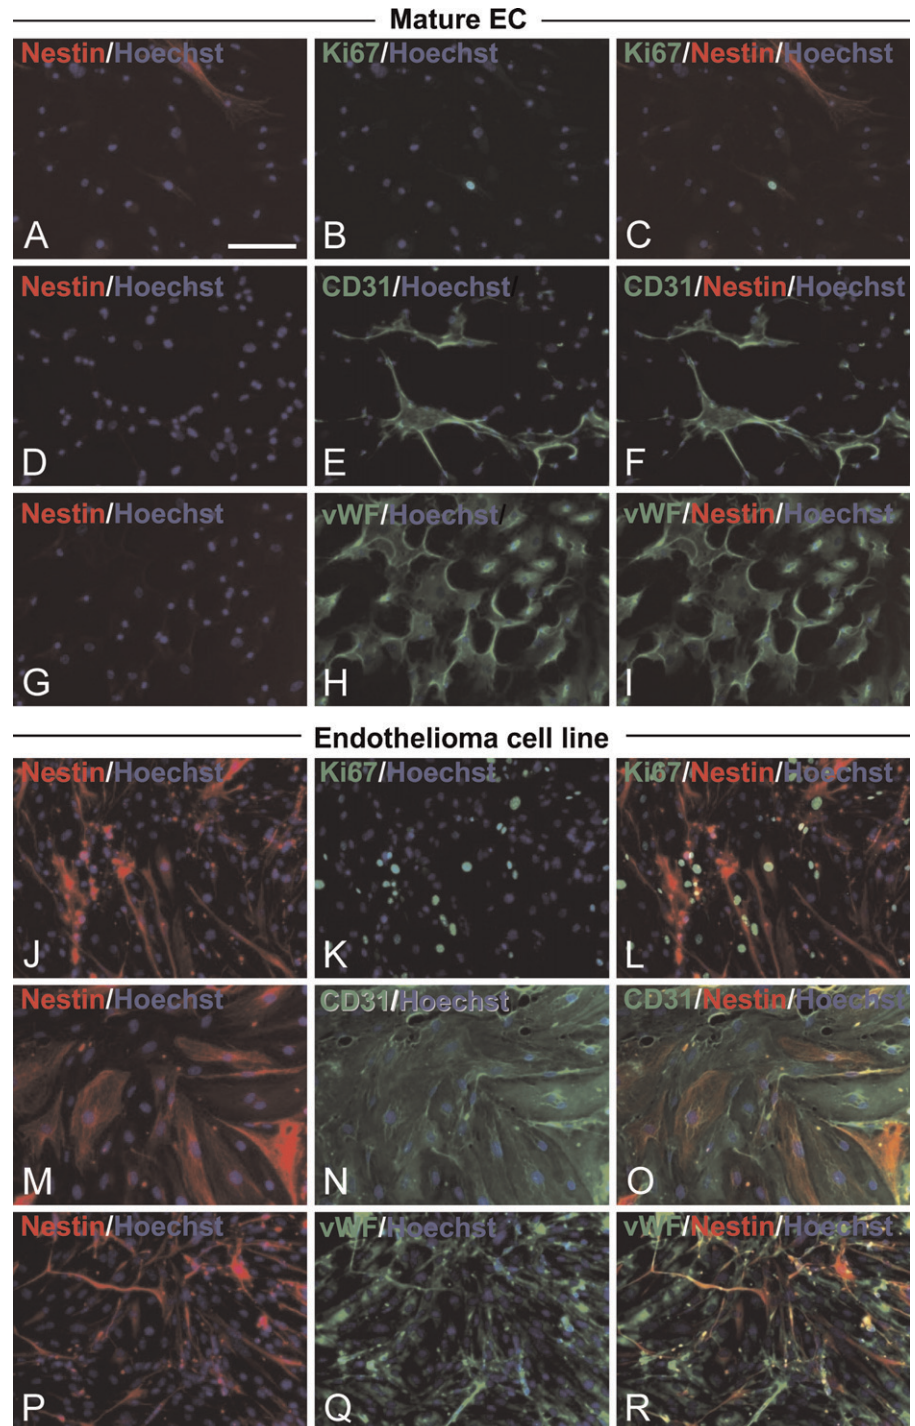 Mature EC
Nestin/Hoechst
Ki67/Hoechst
Ki67/Nestin/Hoechst
A
B
C
Nestin/Hoechst
CD31/Hoechst/
CD31/Nestin/Hoechst
D
E
F
Nestin/Hoechst
vWF/Hoechst/
vWF/Nestin/Hoechst
G
H
I
Endothelioma cell line
Nestin/Hoechst
Ki67/Hoechst
Ki67/Nestin/Hoechst
J
K
L
Nestin/Hoechst
CD31/Hoechst
CD31/Nestin/Hoechst
M
N
O
Nestin/Hoechst
vWF/Hoechst
vWF/Nestin/Hoechst
P
Q
R